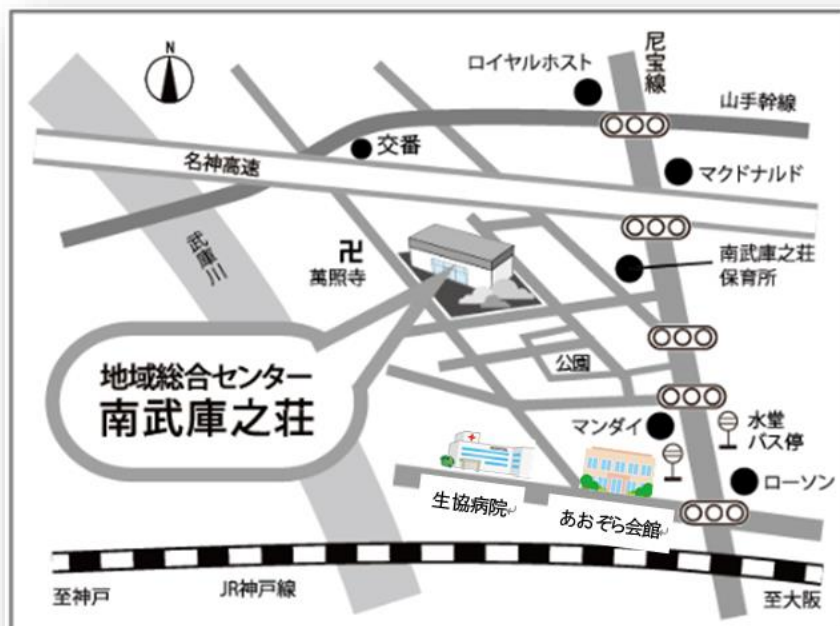 N
ロイヤルホスト
尼宝線
山手幹線
交番
マクドナルド
名神高速
武庫川
卍
萬照寺
南武庫之荘
保育所
地域総合センター
南武庫之荘
公園
マンダイ
水堂
バス停
ローソン
生協病院
あおぞら会館
至神戸
JR神戸線
至大阪